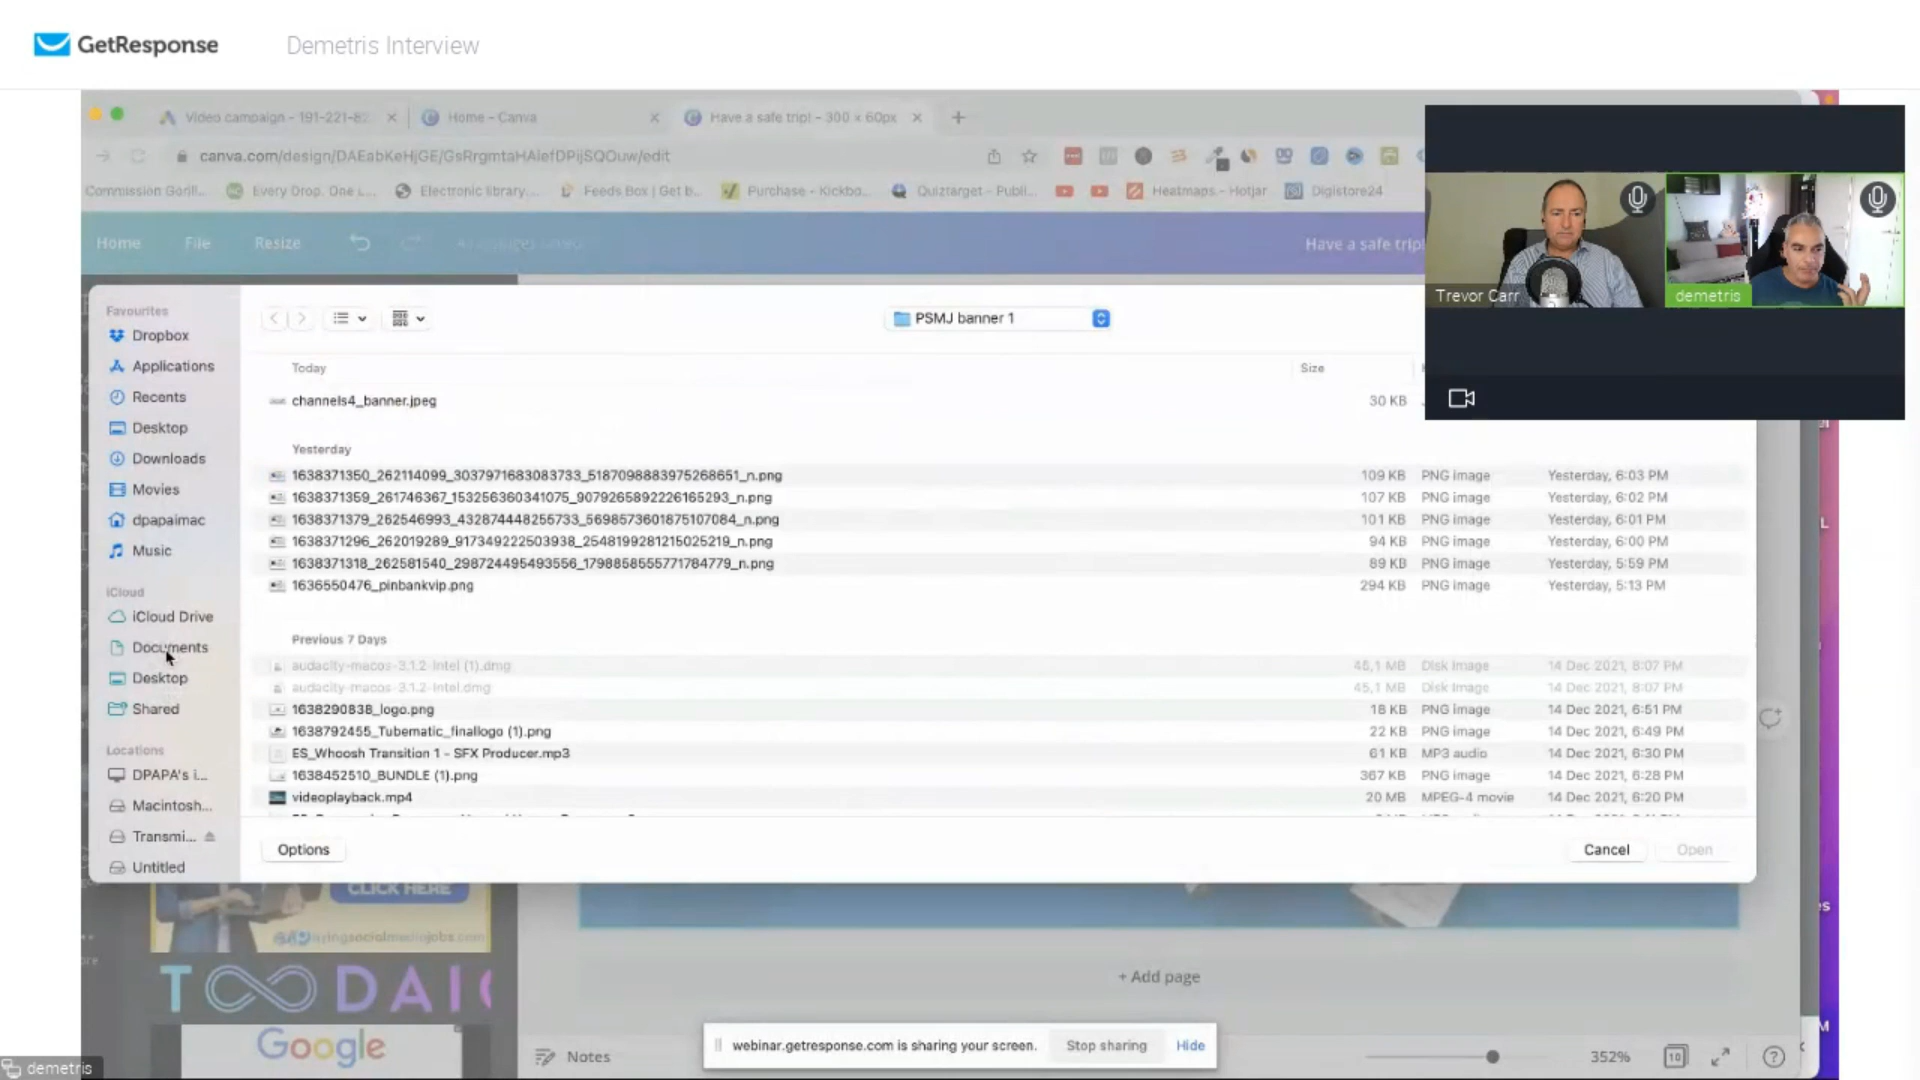 GetResponse
Demetris Interview
Video campaign - 191-221-82
Home - Canva
Have a safe trip! - 300 × 60px
canva.com/design/DAEabKeHjGE/GsRrgmtaHAlefDPijSQOuw/edit
Commission Gorill...
Every Drop. One L...
Electronic library....
Feeds Box | Get b...
Purchase - Kickbo...
Quiztarget - Publi...
Heatmaps - Hotjar
Digistore24
Home
File
Resize
Have a safe trip!
Trevor Carr
demetris
Favourites
Dropbox
Applications
Recents
Desktop
Downloads
Movies
dpapaimac
Music
iCloud
iCloud Drive
Documents
Desktop
Shared
Locations
DPAPA's i...
Macintosh...
Transmi...
Untitled
PSMJ banner 1
Today
Size
channels4_banner.jpeg 30 KB
Yesterday
1638371350_262114099_3037971683083733_5187098883975268651_n.png 109 KB PNG image Yesterday, 6:03 PM
1638371359_261746367_153256360341075_9079265892226165293_n.png 107 KB PNG image Yesterday, 6:02 PM
1638371379_262546993_432874448255733_5698573601875107084_n.png 101 KB PNG image Yesterday, 6:01 PM
1638371296_262019289_917349222503938_2548199281215025219_n.png 94 KB PNG image Yesterday, 6:00 PM
1638371318_262581540_298724495493556_1798858555771784779_n.png 89 KB PNG image Yesterday, 5:59 PM
1636550476_pinbankvip.png 294 KB PNG image Yesterday, 5:13 PM
Previous 7 Days
audacity-macos-3.1.2-Intel (1).dmg 45,1 MB Disk Image 14 Dec 2021, 8:07 PM
audacity-macos-3.1.2-Intel.dmg 45,1 MB Disk Image 14 Dec 2021, 8:07 PM
1638290838_logo.png 18 KB PNG image 14 Dec 2021, 6:51 PM
1638792455_Tubematic_finallogo (1).png 22 KB PNG image 14 Dec 2021, 6:49 PM
ES_Whoosh Transition 1 - SFX Producer.mp3 61 KB MP3 audio 14 Dec 2021, 6:30 PM
1638452510_BUNDLE (1).png 367 KB PNG image 14 Dec 2021, 6:28 PM
videoplayback.mp4 20 MB MPEG-4 movie 14 Dec 2021, 6:20 PM
Options
Cancel
Open
CLICK HERE
TOODAI
Google
+ Add page
Notes
webinar.getresponse.com is sharing your screen.
Stop sharing
Hide
352%
10
demetris